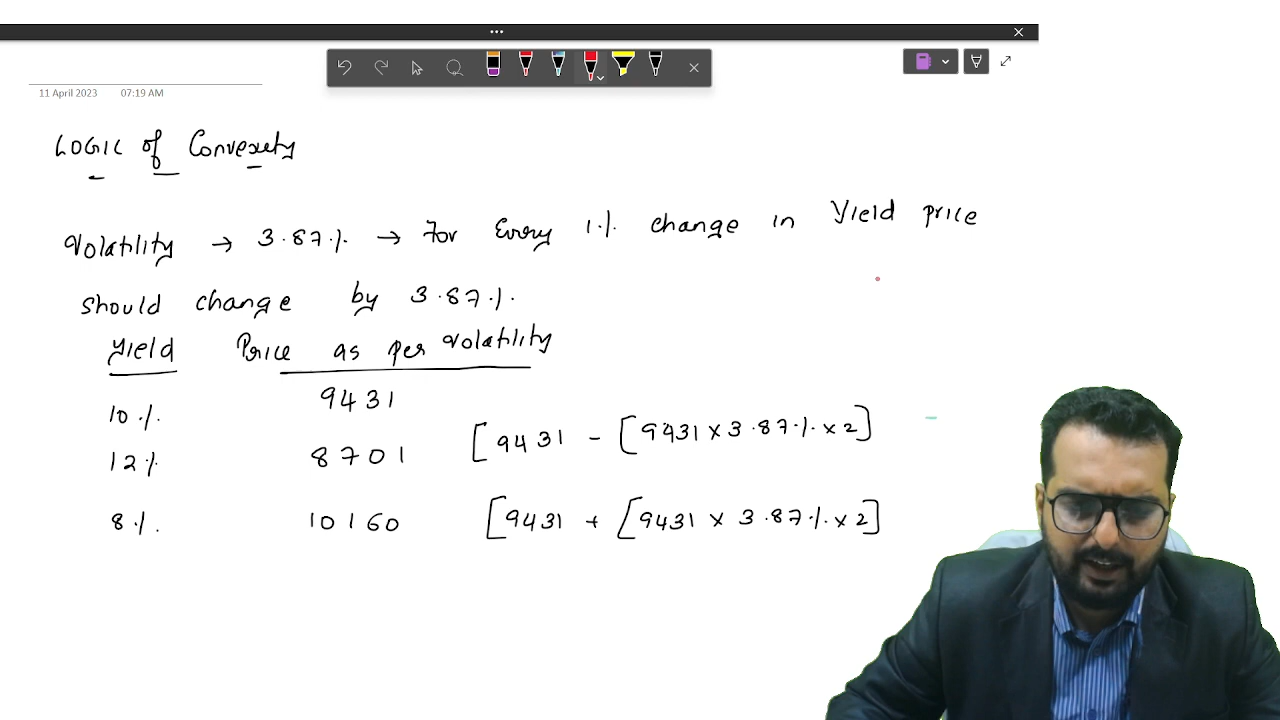 11 April 2023 07:19 AM
LOGIC of Convexity
Volatility → 3.87% → For Every 1% change in Yield price
should change by 3.87%.
Yield Price as per Volatility
10%. 9431
12% 8701 [9431 - [9431 x 3.87% x 2]
8%. 10160 [9431 + [9431 x 3.87% x 2]